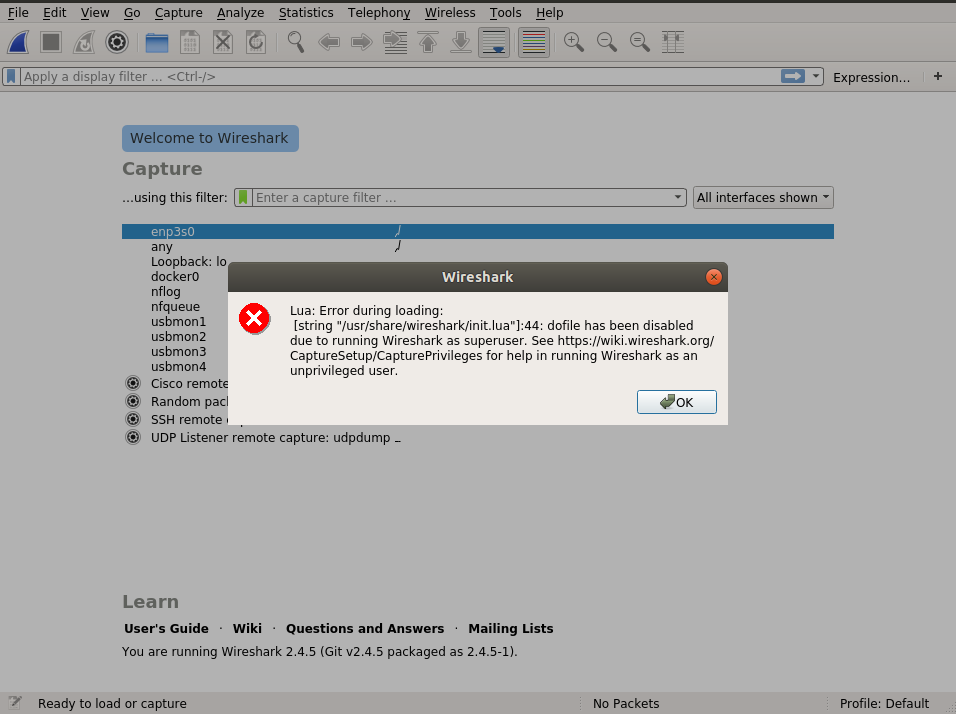 File Edit View Go Capture Analyze Statistics Telephony Wireless Tools Help
Apply a display filter … <Ctrl-/> Expression… +
Welcome to Wireshark
Capture
…using this filter: Enter a capture filter … All interfaces shown
enp3s0
any
Loopback: lo
docker0
nflog
nfqueue
usbmon1
usbmon2
usbmon3
usbmon4
Cisco remote
Random
SSH remote
UDP Listener remote capture: udpdump
Wireshark
Lua: Error during loading:
[string "/usr/share/wireshark/init.lua"]:44: dofile has been disabled
due to running Wireshark as superuser. See https://wiki.wireshark.org/
CaptureSetup/CapturePrivileges for help in running Wireshark as an
unprivileged user.
OK
Learn
User's Guide · Wiki · Questions and Answers · Mailing Lists
You are running Wireshark 2.4.5 (Git v2.4.5 packaged as 2.4.5-1).
Ready to load or capture No Packets Profile: Default